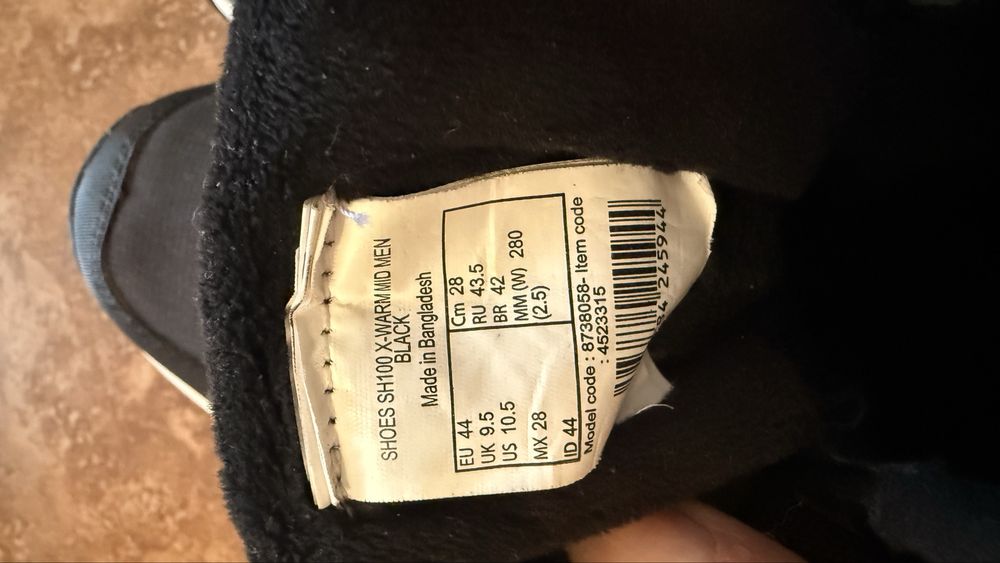 SHOES SH100 X-WARM MID MEN
BLACK
Made in Bangladesh
EU 44 Cm 28
UK 9.5 RU 43.5
US 10.5 BR 42
MX 28 MM (W) 280
(2.5)
ID 44
Model code : 8738058- Item code
: 4523315
245944